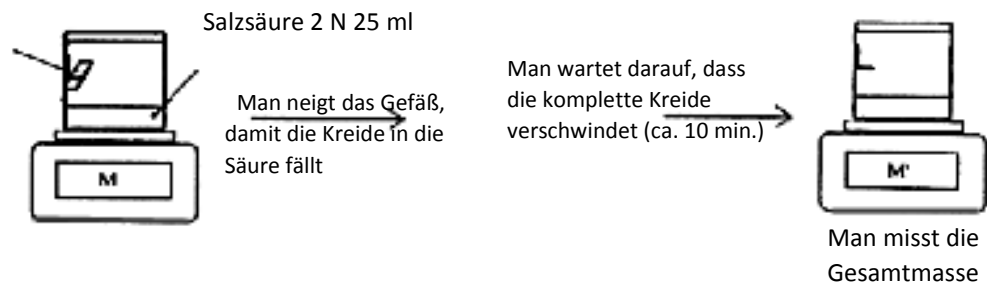 Salzsäure 2 N 25 ml
Man neigt das Gefäß,
damit die Kreide in die
Säure fällt
Man wartet darauf, dass
die komplette Kreide
verschwindet (ca. 10 min.)
M
M'
Man misst die
Gesamtmasse